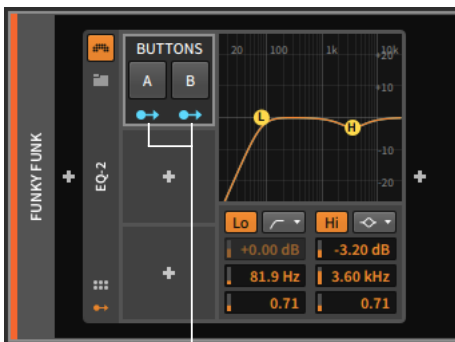 FUNKY FUNK
EQ-2
BUTTONS
A B
20 100 1k 10k
+20
+10
-10
-20
L
H
Lo Hi
+0.00 dB -3.20 dB
81.9 Hz 3.60 kHz
0.71 0.71